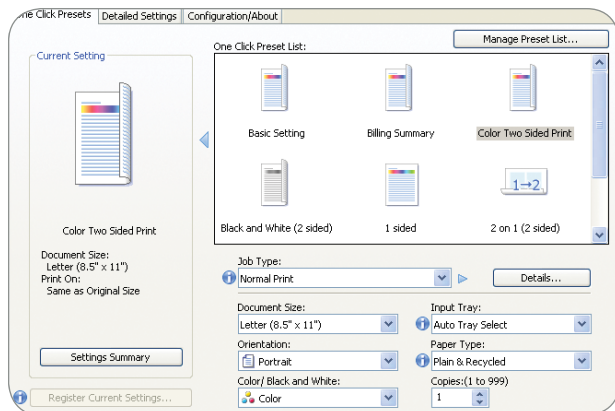 One Click Presets Detailed Settings Configuration/About
Manage Preset List...
Current Setting
One Click Preset List:
Basic Setting Billing Summary Color Two Sided Print
1→2
Black and White (2 sided) 1 sided 2 on 1 (2 sided)
Color Two Sided Print
Document Size:
Letter (8.5" x 11")
Print On:
Same as Original Size
Settings Summary
Register Current Settings...
Job Type:
Normal Print
Details...
Document Size:
Letter (8.5" x 11")
Input Tray:
Auto Tray Select
Orientation:
Portrait
Paper Type:
Plain & Recycled
Color/ Black and White:
Color
Copies:(1 to 999)
1